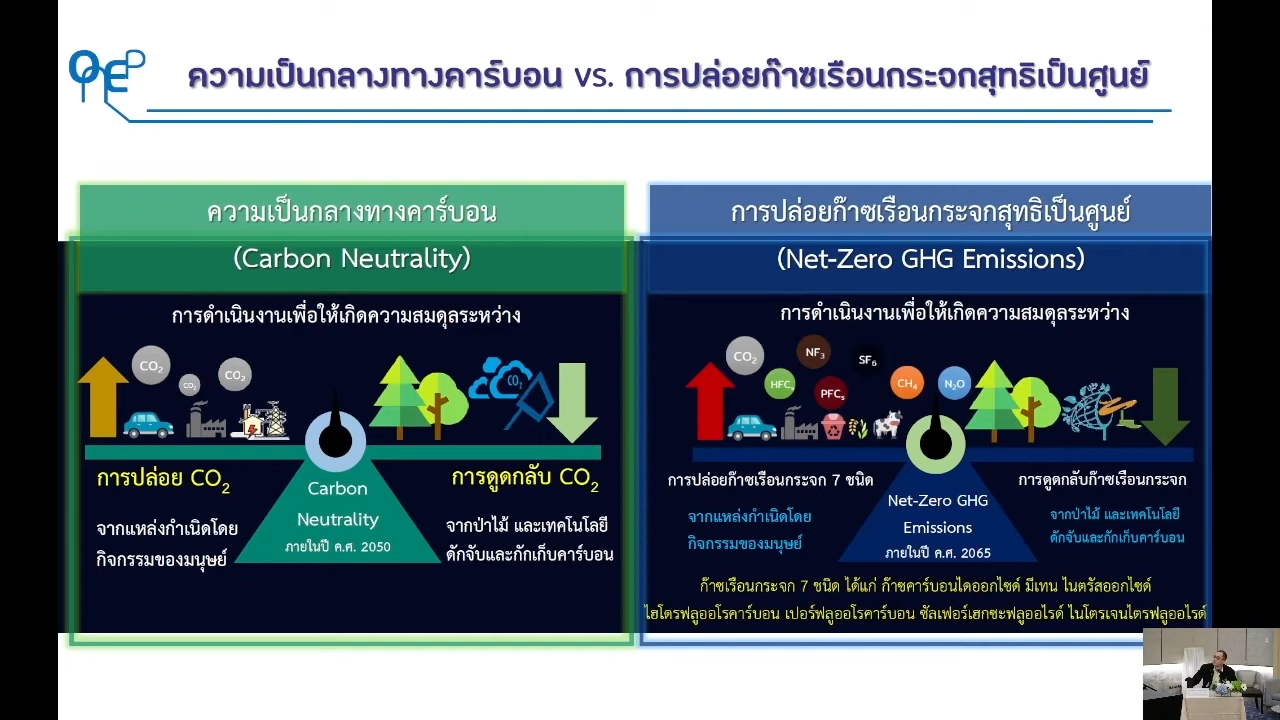 OEP
ความเป็นกลางทางคาร์บอน vs. การปล่อยก๊าซเรือนกระจกสุทธิเป็นศูนย์
ความเป็นกลางทางคาร์บอน
(Carbon Neutrality)
การดำเนินงานเพื่อให้เกิดความสมดุลระหว่าง
CO₂
CO₂
CO₂
CO₂
การปล่อย CO₂
การดูดกลับ CO₂
จากแหล่งกำเนิดโดย
กิจกรรมของมนุษย์
Carbon
Neutrality
ภายในปี ค.ศ. 2050
จากป่าไม้ และเทคโนโลยี
ดักจับและกักเก็บคาร์บอน
การปล่อยก๊าซเรือนกระจกสุทธิเป็นศูนย์
(Net-Zero GHG Emissions)
การดำเนินงานเพื่อให้เกิดความสมดุลระหว่าง
CO₂
NF₃
SF₆
HFCₛ
PFCₛ
CH₄
N₂O
การปล่อยก๊าซเรือนกระจก 7 ชนิด
การดูดกลับก๊าซเรือนกระจก
จากแหล่งกำเนิดโดย
กิจกรรมของมนุษย์
Net-Zero GHG
Emissions
ภายในปี ค.ศ. 2065
จากป่าไม้ และเทคโนโลยี
ดักจับและกักเก็บคาร์บอน
ก๊าซเรือนกระจก 7 ชนิด ได้แก่ ก๊าซคาร์บอนไดออกไซด์ มีเทน ไนตรัสออกไซด์
ไฮโดรฟลูออโรคาร์บอน เปอร์ฟลูออโรคาร์บอน ซัลเฟอร์เฮกซะฟลูออไรด์ ไนโตรเจนไตรฟลูออไรด์